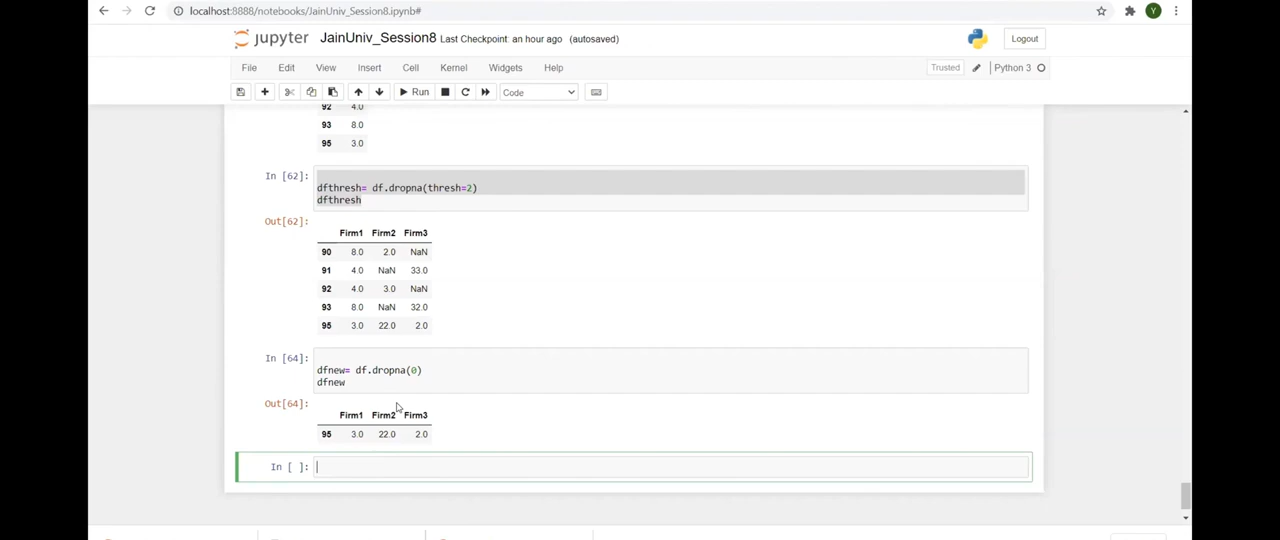 localhost:8888/notebooks/JainUniv_Session8.ipynb#
Y
jupyter JainUniv_Session8 Last Checkpoint: an hour ago (autosaved)
Logout
File Edit View Insert Cell Kernel Widgets Help
Trusted Python 3
Run Code
92 4.0
93 8.0
95 3.0
In [62]:
dfthresh= df.dropna(thresh=2)
dfthresh
Out[62]:
Firm1 Firm2 Firm3
90 8.0 2.0 NaN
91 4.0 NaN 33.0
92 4.0 3.0 NaN
93 8.0 NaN 32.0
95 3.0 22.0 2.0
In [64]:
dfnew= df.dropna(0)
dfnew
Out[64]:
Firm1 Firm2 Firm3
95 3.0 22.0 2.0
In [ ]: